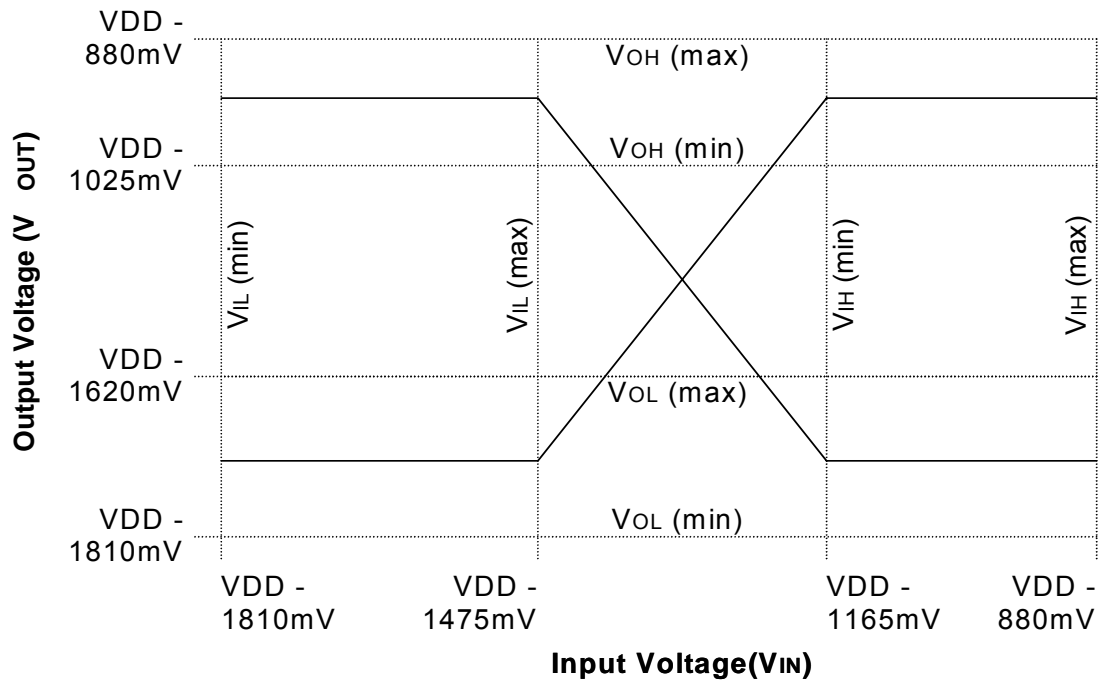 VDD -
880mV
VOH (max)
VDD -
1025mV
VOH (min)
Output Voltage (V OUT)
VIL (min)
VIL (max)
VIH (min)
VIH (max)
VDD -
1620mV
VOL (max)
VDD -
1810mV
VOL (min)
VDD -
1810mV
VDD -
1475mV
VDD -
1165mV
VDD -
880mV
Input Voltage(VIN)